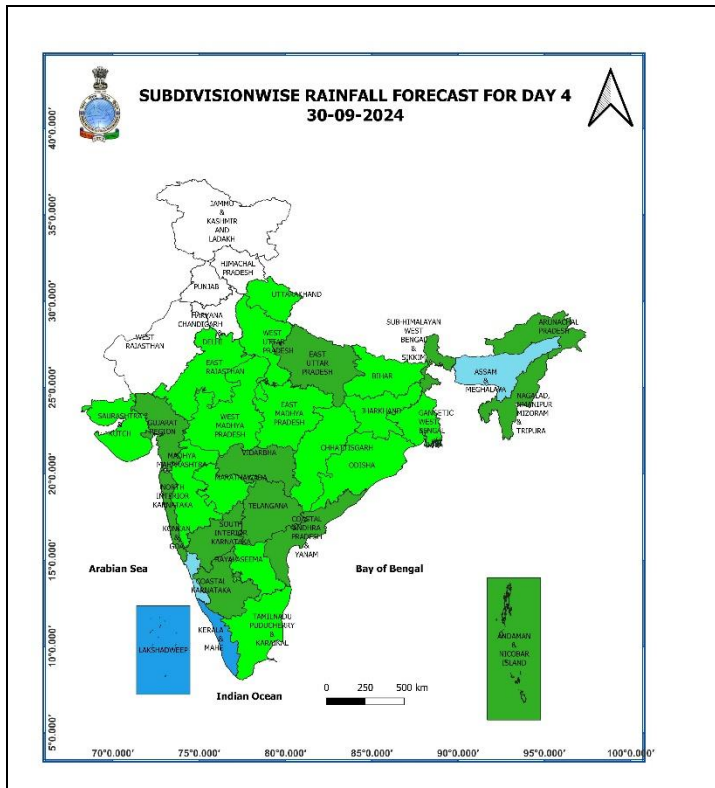 SUBDIVISIONWISE RAINFALL FORECAST FOR DAY 4
30-09-2024
40°0.000'
35°0.000'
30°0.000'
25°0.000'
20°0.000'
15°0.000'
10°0.000'
5°0.000'
JAMMO
&
KASHMIR
AND
LADAKH
HIMACHAL
PRADESH
PUNJAB
UTTARAKHAND
HARYANA
CHANDIGARH
&
DELHI
WEST
RAJASTHAN
WEST
UTTAR
PRADESH
EAST
RAJASTHAN
EAST
UTTAR
PRADESH
SUB-HIMALAYAN
WEST
BENGAL
&
SIKKIM
ARUNACHAL
PRADESH
ASSAM
&
MEGHALAYA
NAGALAD,
MANIPUR
MIZORAM
&
TRIPURA
BIHAR
JHARKHAND
GANGETIC
WEST
BENGAL
SAURASHTRA
&
KUTCH
GUJARAT
REGION
WEST
MADHYA
PRADESH
EAST
MADHYA
PRADESH
CHHATTISGARH
ODISHA
VIDARBHA
MADHYA
MAHARASHTRA
MARATHAWADA
NORTH
INTERIOR
KARNATAKA
TELANGANA
KONKAN
&
GOA
SOUTH
INTERIOR
KARNATAKA
COASTAL
ANDHRA
PRADESH
&
YANAM
RAYALSEEMA
COASTAL
KARNATAKA
TAMILNADU
PUDUCHERRY
&
KARAIKAL
KERALA
&
MAHE
LAKSHADWEEP
ANDAMAN
&
NICOBAR
ISLAND
Arabian Sea
Bay of Bengal
Indian Ocean
0 250 500 km
70°0.000' 75°0.000' 80°0.000' 85°0.000' 90°0.000' 95°0.000' 100°0.000'